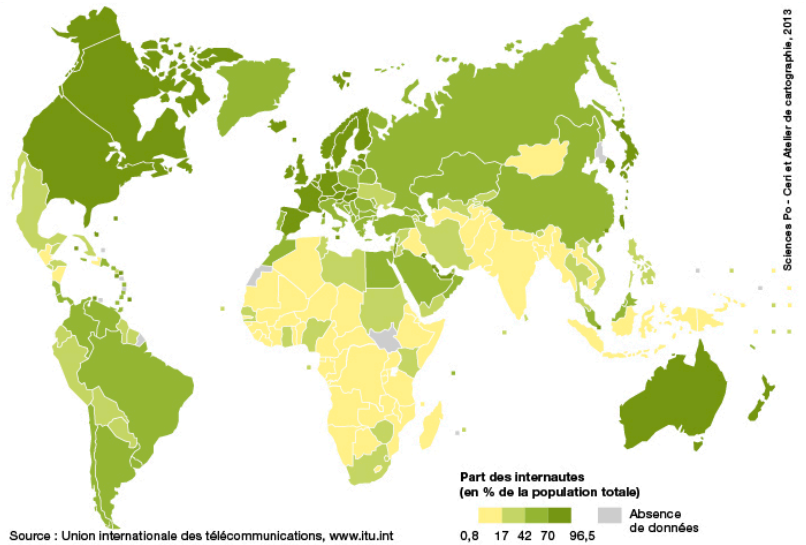 Sciences Po - Ceri et Atelier de cartographie, 2013
Part des internautes
(en % de la population totale)
Absence
de données
0,8 17 42 70 96,5
Source : Union internationale des télécommunications, www.itu.int